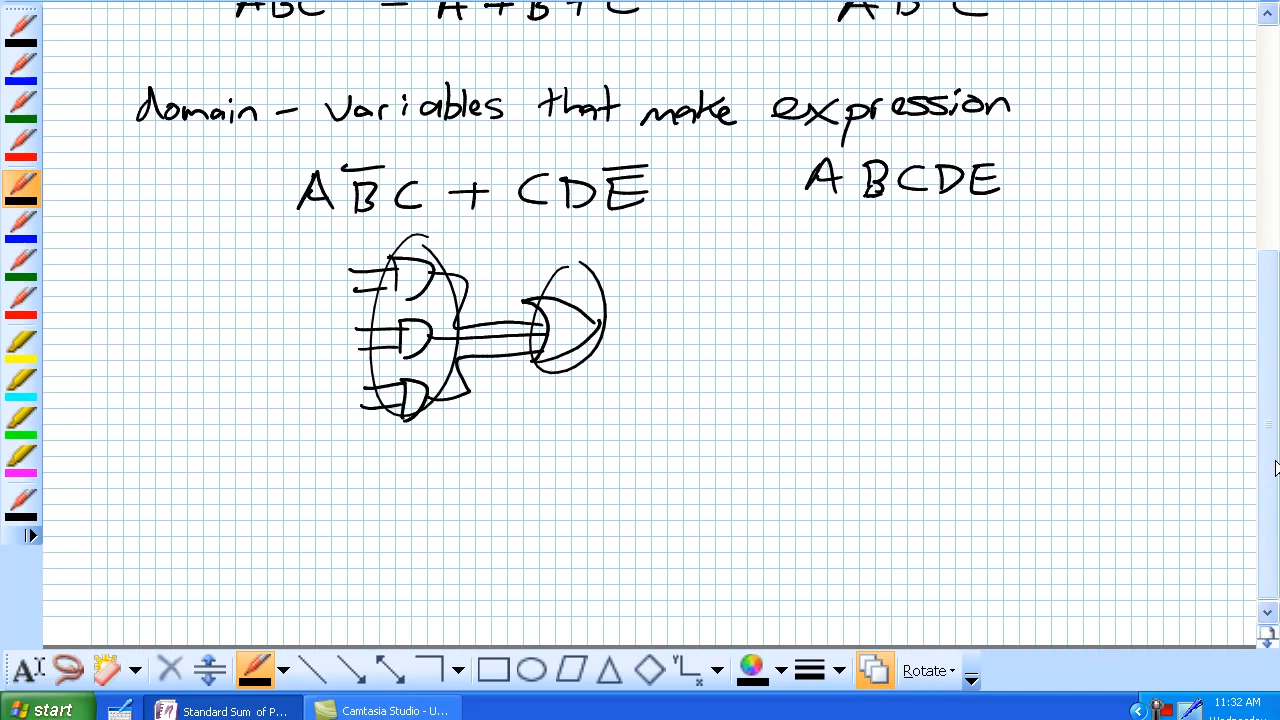 A̅B̅C̅ = A + B + C A B C
domain - variables that make expression
AB̅C + CDE̅ ABCDE
Rotate
start Standard Sum of P... Camtasia Studio - U... 11:32 AM